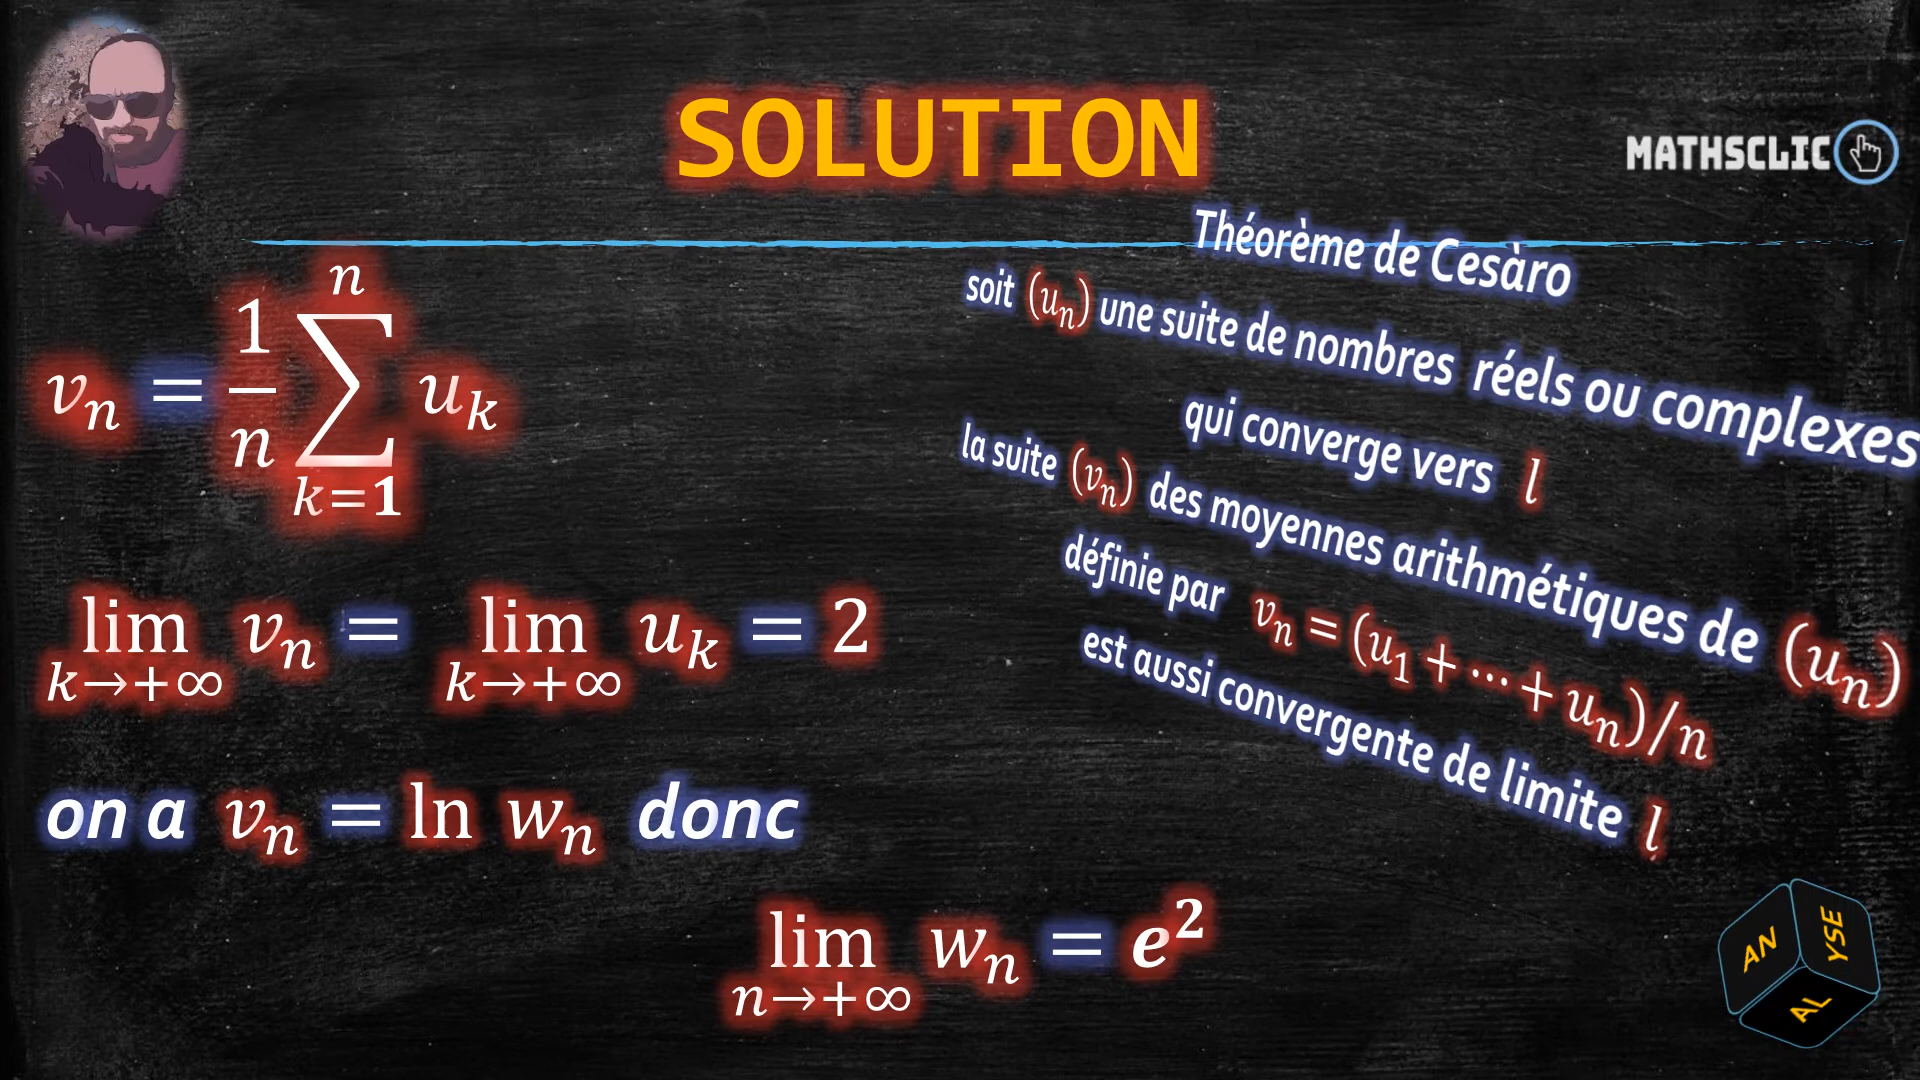 SOLUTION
MATHSCLIC
Théorème de Cesàro
soit (uₙ) une suite de nombres réels ou complexes
qui converge vers l
la suite (vₙ) des moyennes arithmétiques de (uₙ)
définie par vₙ = (u₁ + ⋯ + uₙ)/n
est aussi convergente de limite l
vₙ = 1/n ∑_{k=1}^{n} u_k
lim_{k→+∞} vₙ = lim_{k→+∞} u_k = 2
on a vₙ = ln wₙ donc
lim_{n→+∞} wₙ = e²
AN
AL
YSE